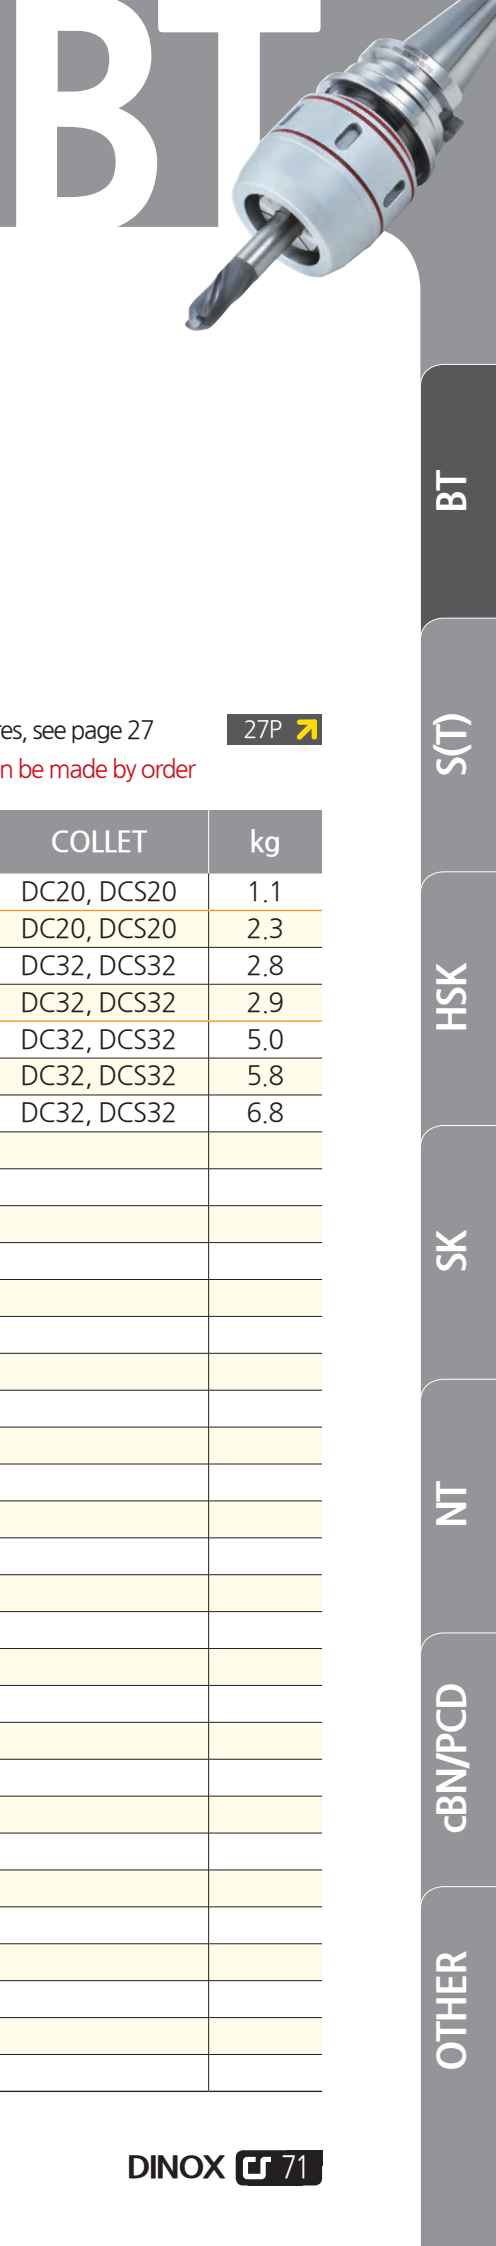 BT
res, see page 27
27P
n be made by order
COLLET kg
DC20, DCS20 1.1
DC20, DCS20 2.3
DC32, DCS32 2.8
DC32, DCS32 2.9
DC32, DCS32 5.0
DC32, DCS32 5.8
DC32, DCS32 6.8
BT
S(T)
HSK
SK
NT
cBN/PCD
OTHER
DINOX 71